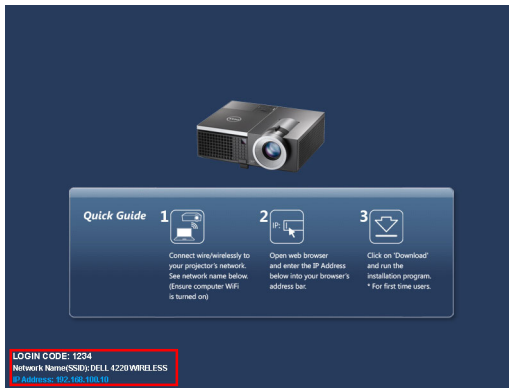 DELL
Quick Guide
1
Connect wire/wirelessly to
your projector's network.
See network name below.
(Ensure computer WiFi
is turned on)
2
IP:
Open web browser
and enter the IP Address
below into your browser's
address bar.
3
Click on 'Download'
and run the
installation program.
* For first time users.
LOGIN CODE: 1234
Network Name(SSID): DELL 4220 WIRELESS
IP Address: 192.168.100.10